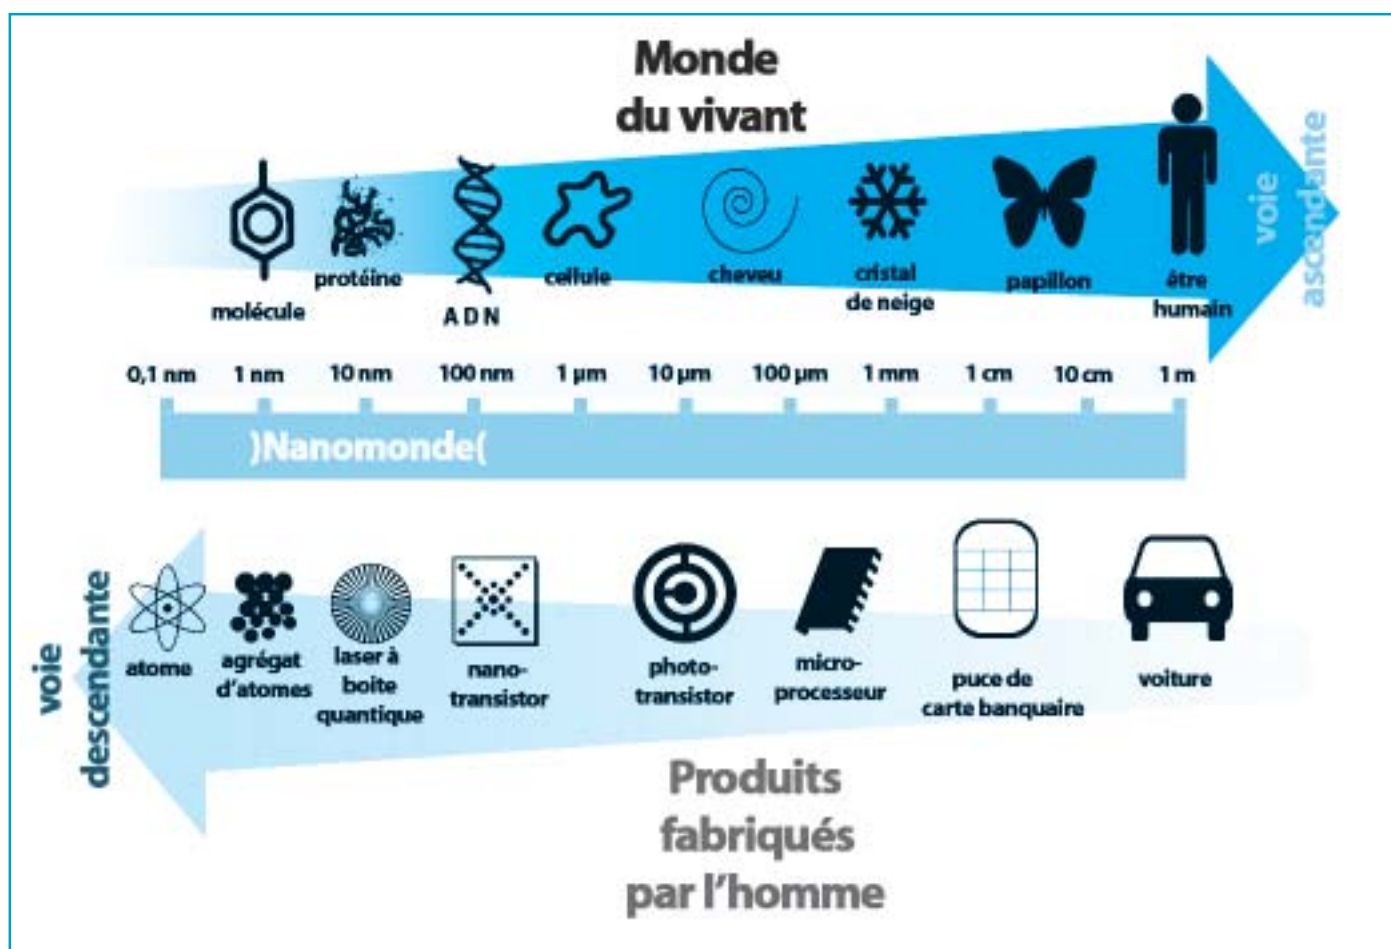 Monde
du vivant
voie
ascendante
molécule
protéine
ADN
cellule
cheveu
cristal
de neige
papillon
être
humain
0,1 nm 1 nm 10 nm 100 nm 1 µm 10 µm 100 µm 1 mm 1 cm 10 cm 1 m
)Nanomonde(
voie
descendante
atome
agrégat
d'atomes
laser à
boite
quantique
nano-
transistor
photo-
transistor
micro-
processeur
puce de
carte banquaire
voiture
Produits
fabriqués
par l'homme